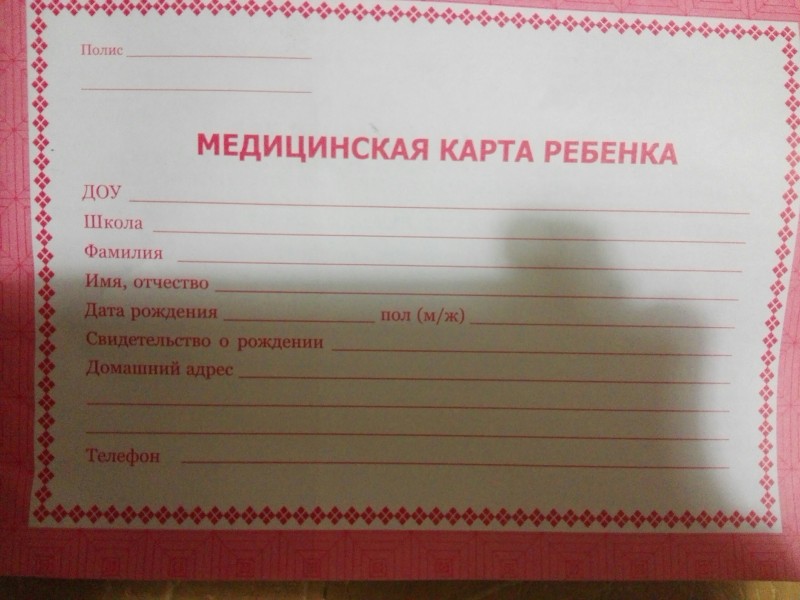 Полис
МЕДИЦИНСКАЯ КАРТА РЕБЕНКА
ДОУ
Школа
Фамилия
Имя, отчество
Дата рождения пол (м/ж)
Свидетельство о рождении
Домашний адрес
Телефон